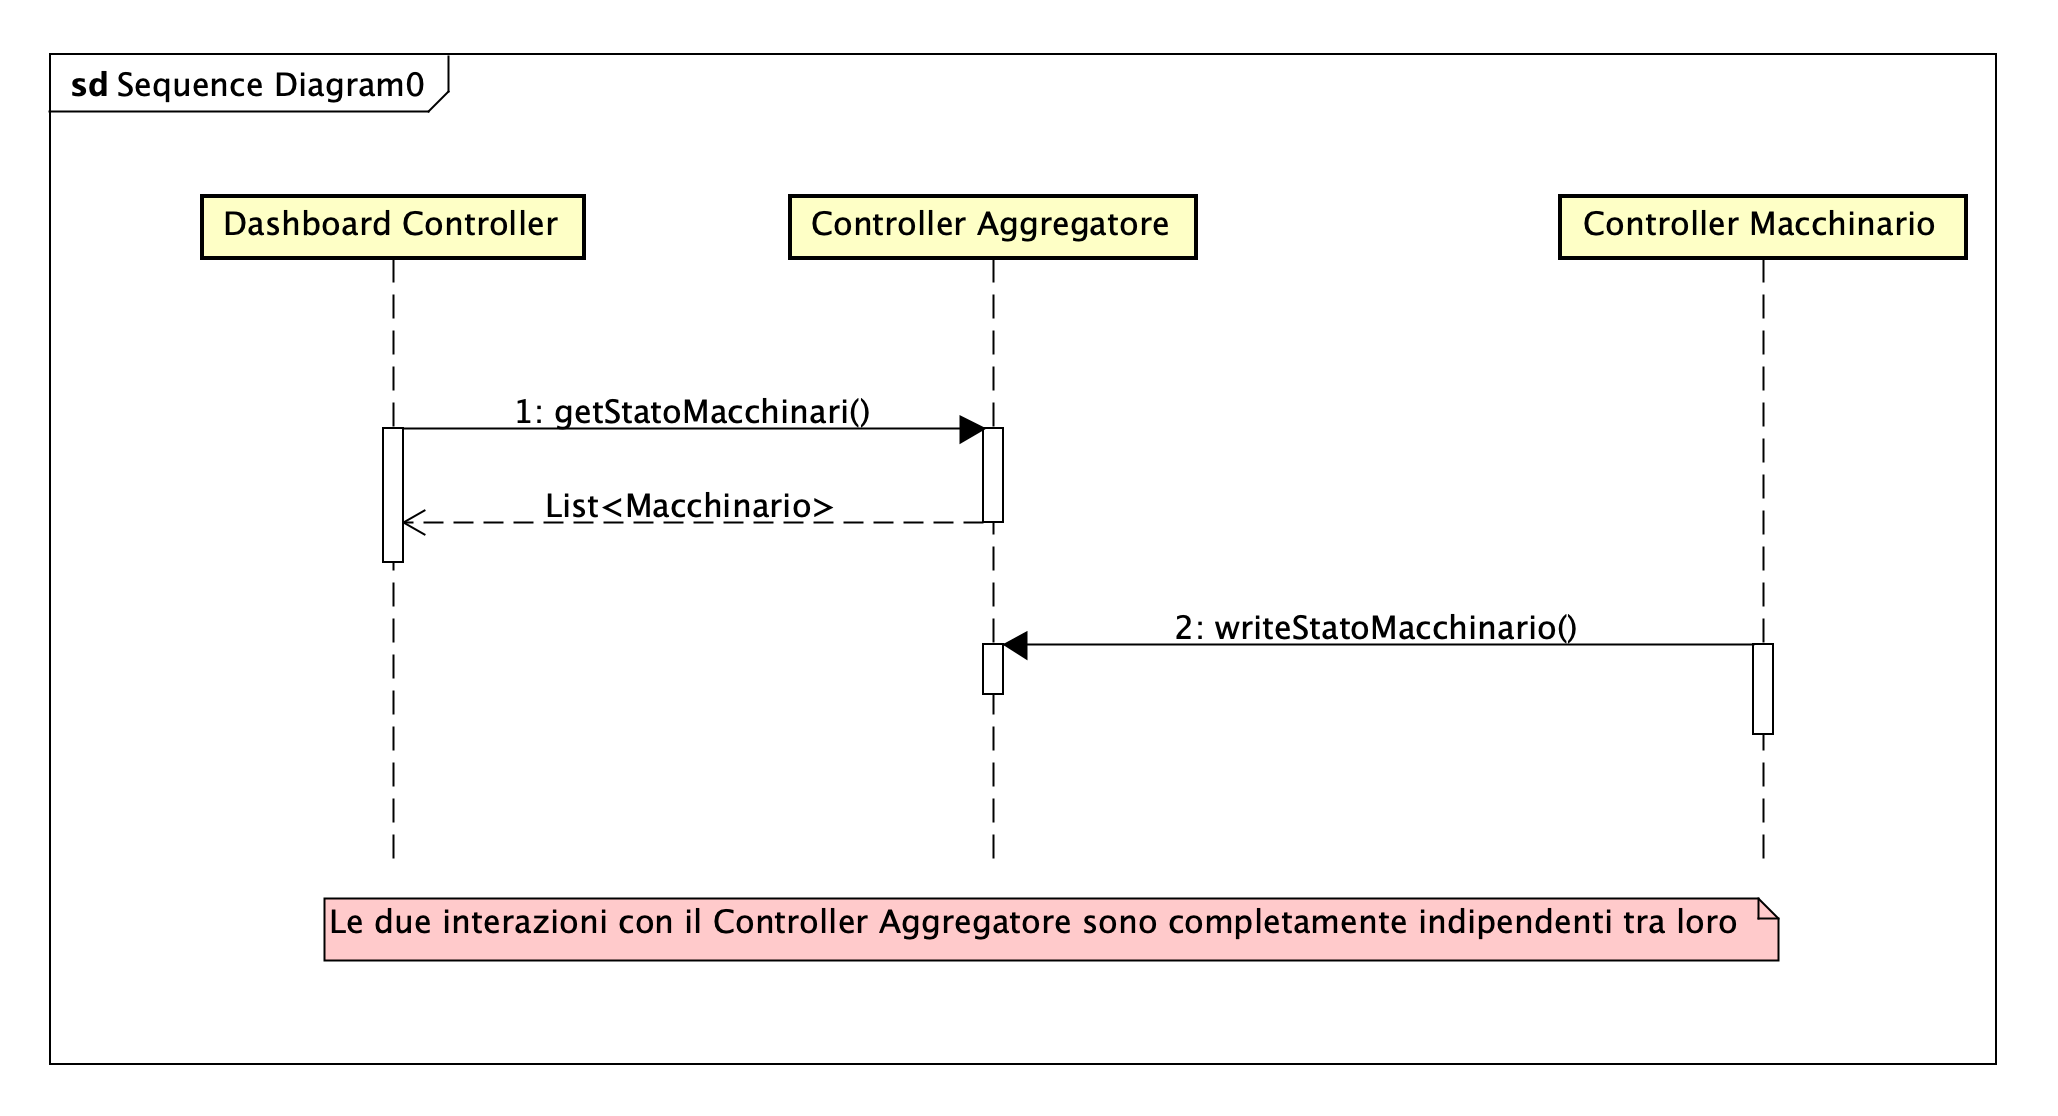 sd Sequence Diagram0
Dashboard Controller
Controller Aggregatore
Controller Macchinario
1: getStatoMacchinari()
List<Macchinario>
2: writeStatoMacchinario()
Le due interazioni con il Controller Aggregatore sono completamente indipendenti tra loro